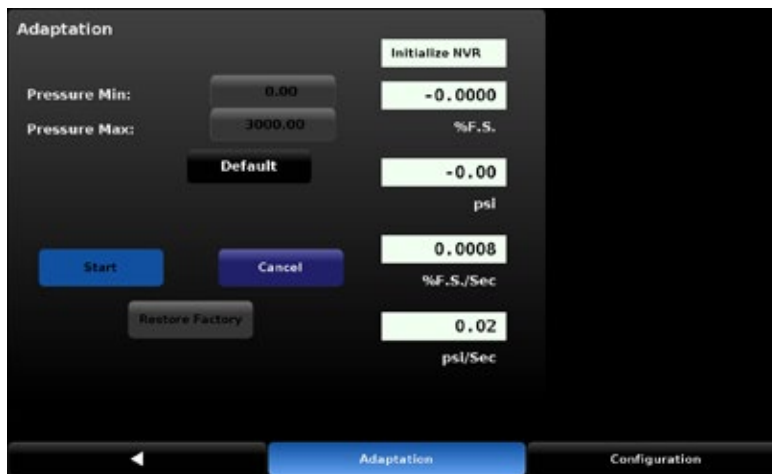 Adaptation
Initialize NVR
Pressure Min: 0.00
-0.0000
Pressure Max: 3000.00
%F.S.
Default
-0.00
psi
0.0008
Start Cancel
%F.S./Sec
Restore Factory
0.02
psi/Sec
Adaptation Configuration